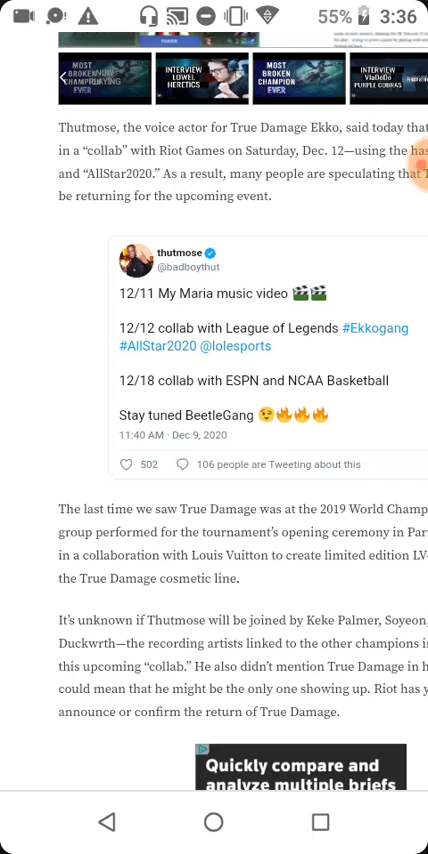 55% 3:36
MOST BROKEN CHAMPION EVER
NOW PLAYING
INTERVIEW
LOWEL
HERETICS
MOST
BROKEN
CHAMPION
EVER
INTERVIEW
VlaDoDo
PURPLE COBRAS
Thutmose, the voice actor for True Damage Ekko, said today that
in a “collab” with Riot Games on Saturday, Dec. 12—using the has
and “AllStar2020.” As a result, many people are speculating that T
be returning for the upcoming event.
thutmose
@badboythut
12/11 My Maria music video 🎬🎬
12/12 collab with League of Legends #Ekkogang
#AllStar2020 @lolesports
12/18 collab with ESPN and NCAA Basketball
Stay tuned BeetleGang 😉🔥🔥🔥
11:40 AM · Dec 9, 2020
502 106 people are Tweeting about this
The last time we saw True Damage was at the 2019 World Champ
group performed for the tournament’s opening ceremony in Par
in a collaboration with Louis Vuitton to create limited edition LV-
the True Damage cosmetic line.
It’s unknown if Thutmose will be joined by Keke Palmer, Soyeon,
Duckwrth—the recording artists linked to the other champions i
this upcoming “collab.” He also didn’t mention True Damage in h
could mean that he might be the only one showing up. Riot has y
announce or confirm the return of True Damage.
Quickly compare and
analyze multiple briefs